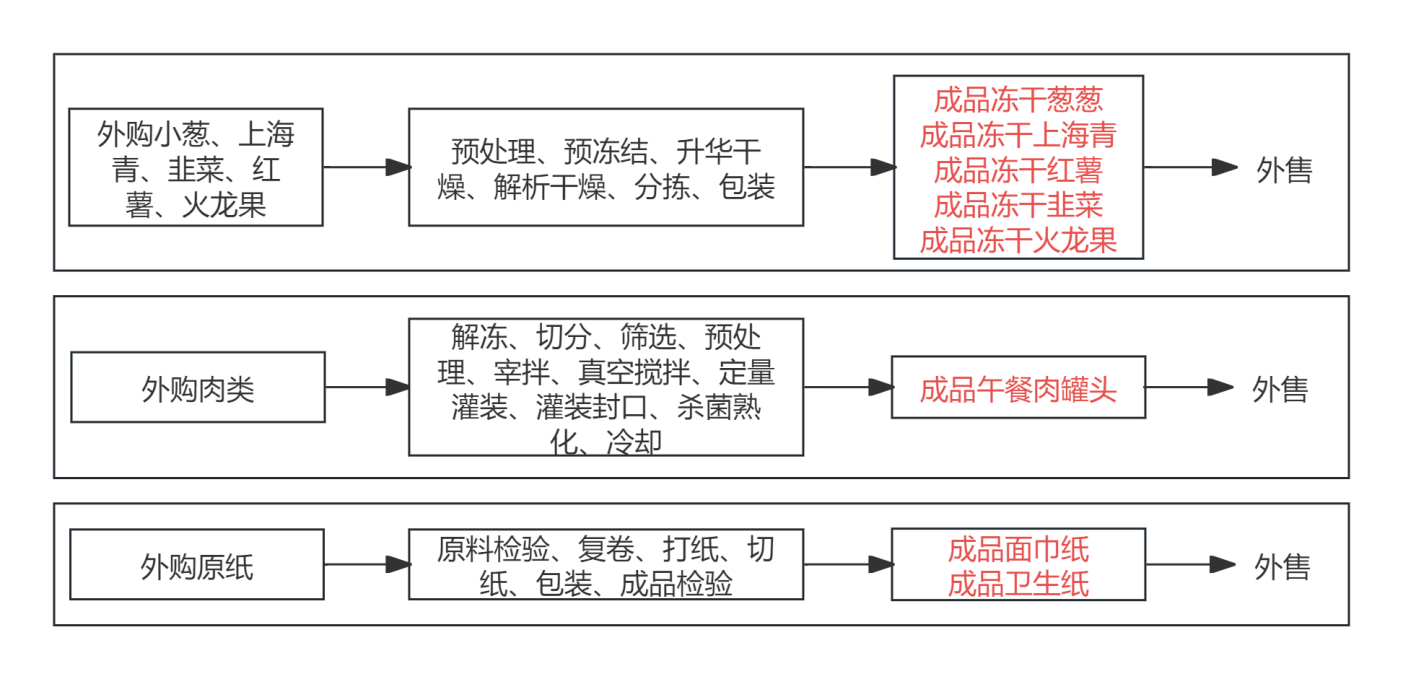 外购小葱、上海
青、韭菜、红
薯、火龙果
预处理、预冻结、升华干
燥、解析干燥、分拣、包装
成品冻干葱葱
成品冻干上海青
成品冻干红薯
成品冻干韭菜
成品冻干火龙果
外售
外购肉类
解冻、切分、筛选、预处
理、宰拌、真空搅拌、定量
灌装、灌装封口、杀菌熟
化、冷却
成品午餐肉罐头
外售
外购原纸
原料检验、复卷、打纸、切
纸、包装、成品检验
成品面巾纸
成品卫生纸
外售